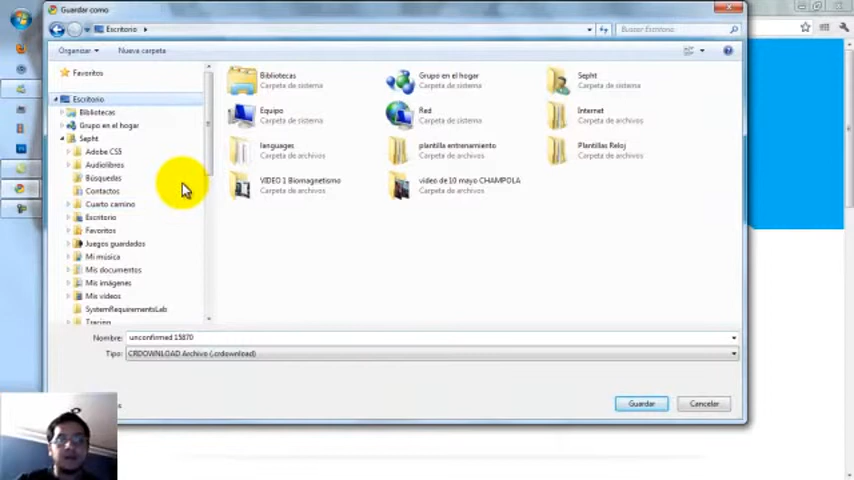 Guardar como
Escritorio
Buscar Escritorio
Organizar
Nueva carpeta
Favoritos
Escritorio
Bibliotecas
Grupo en el hogar
Sepht
Adobe CS5
Audiolibros
Búsquedas
Contactos
Cuarto camino
Escritorio
Favoritos
Juegos guardados
Mi música
Mis documentos
Mis imágenes
Mis vídeos
SystemRequirementsLab
Tracing
Bibliotecas
Carpeta de sistema
Grupo en el hogar
Carpeta de sistema
Sepht
Carpeta de sistema
Equipo
Carpeta de sistema
Red
Carpeta de sistema
Internet
Carpeta de archivos
languages
Carpeta de archivos
plantilla entrenamiento
Carpeta de archivos
Plantillas Reloj
Carpeta de archivos
VIDEO 1 Biomagnetismo
Carpeta de archivos
video de 10 mayo CHAMPOLA
Carpeta de archivos
Nombre: unconfirmed 15870
Tipo: CRDOWNLOAD Archivo (.crdownload)
Guardar
Cancelar